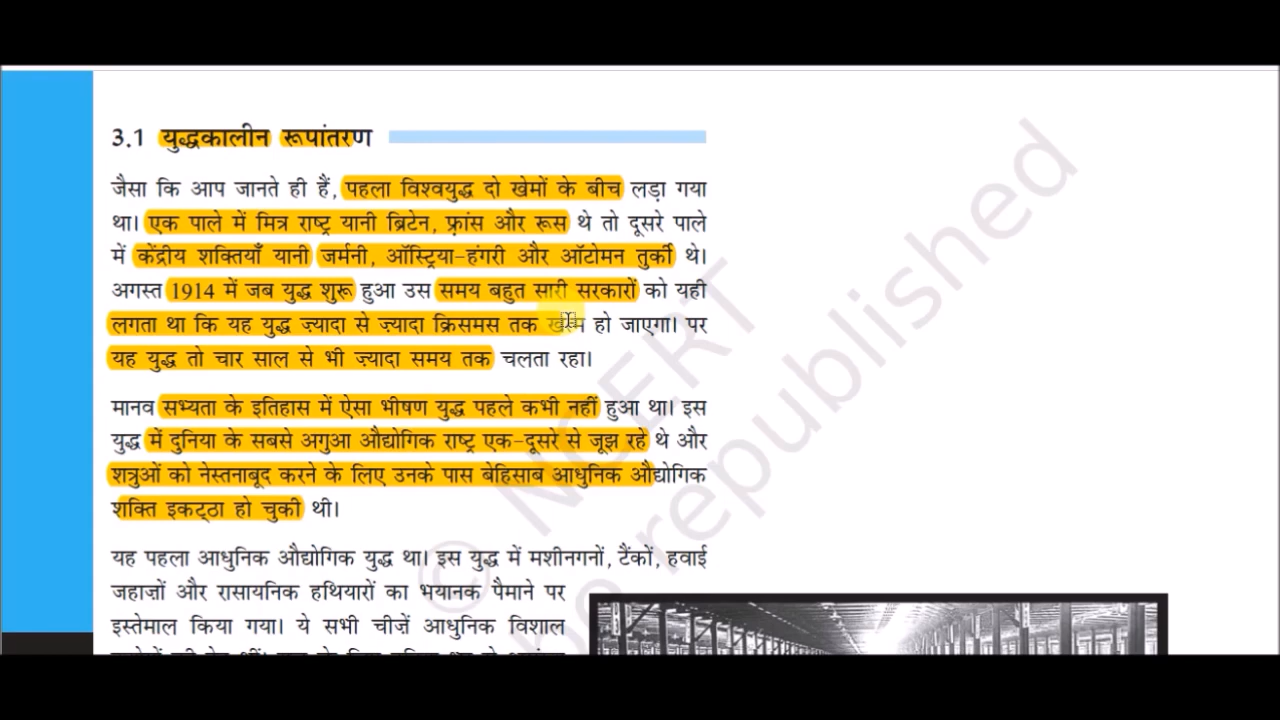 3.1 युद्धकालीन रूपांतरण
जैसा कि आप जानते ही हैं, पहला विश्वयुद्ध दो खेमों के बीच लड़ा गया
था। एक पाले में मित्र राष्ट्र यानी ब्रिटेन, फ़्रांस और रूस थे तो दूसरे पाले
में केंद्रीय शक्तियाँ यानी जर्मनी, ऑस्ट्रिया-हंगरी और ऑटोमन तुर्की थे।
अगस्त 1914 में जब युद्ध शुरू हुआ उस समय बहुत सारी सरकारों को यही
लगता था कि यह युद्ध ज़्यादा से ज़्यादा क्रिसमस तक खत्म हो जाएगा। पर
यह युद्ध तो चार साल से भी ज़्यादा समय तक चलता रहा।
मानव सभ्यता के इतिहास में ऐसा भीषण युद्ध पहले कभी नहीं हुआ था। इस
युद्ध में दुनिया के सबसे अगुआ औद्योगिक राष्ट्र एक-दूसरे से जूझ रहे थे और
शत्रुओं को नेस्तनाबूद करने के लिए उनके पास बेहिसाब आधुनिक औद्योगिक
शक्ति इकट्ठा हो चुकी थी।
यह पहला आधुनिक औद्योगिक युद्ध था। इस युद्ध में मशीनगनों, टैंकों, हवाई
जहाज़ों और रासायनिक हथियारों का भयानक पैमाने पर
इस्तेमाल किया गया। ये सभी चीज़ें आधुनिक विशाल
© NCERT
be republished